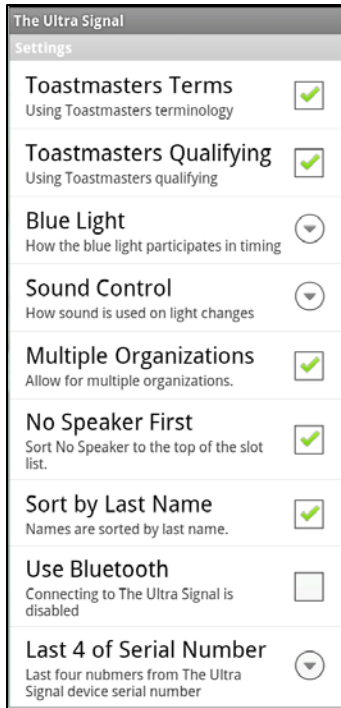 The Ultra Signal
Settings
Toastmasters Terms
Using Toastmasters terminology
Toastmasters Qualifying
Using Toastmasters qualifying
Blue Light
How the blue light participates in timing
Sound Control
How sound is used on light changes
Multiple Organizations
Allow for multiple organizations.
No Speaker First
Sort No Speaker to the top of the slot
list.
Sort by Last Name
Names are sorted by last name.
Use Bluetooth
Connecting to The Ultra Signal is
disabled
Last 4 of Serial Number
Last four nubmers from The Ultra
Signal device serial number